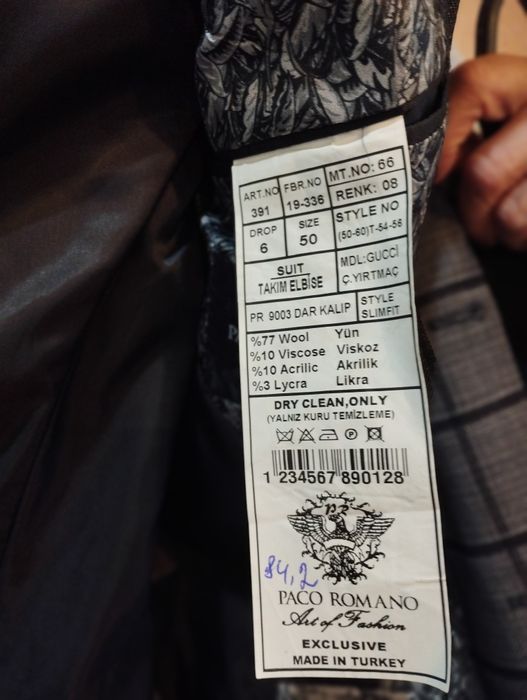 ART.NO FBR.NO MT.NO: 66
391 19-336 RENK: 08
DROP SIZE STYLE NO
6 50 (50-60)T-54-56
SUIT MDL:GUCCI
TAKIM ELBİSE Ç.YIRTMAÇ
PR 9003 DAR KALIP STYLE
SLIMFIT
%77 Wool Yün
%10 Viscose Viskoz
%10 Acrilic Akrilik
%3 Lycra Likra
DRY CLEAN,ONLY
(YALNIZ KURU TEMİZLEME)
1 234567 890128
84,2
PACO ROMANO
Art of Fashion
EXCLUSIVE
MADE IN TURKEY